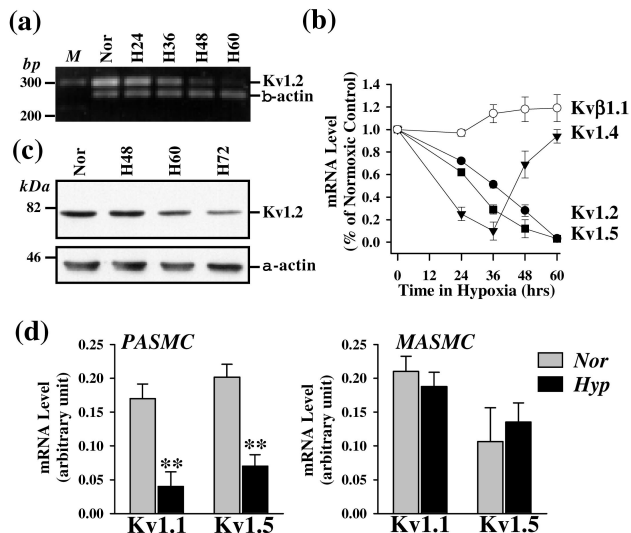 (a)
M Nor H24 H36 H48 H60
bp
300
200
Kv1.2
b-actin
(b)
mRNA Level
(% of Normoxic Control)
1.4
1.2
1.0
0.8
0.6
0.4
0.2
0.0
Kvβ1.1
Kv1.4
Kv1.2
Kv1.5
0 12 24 36 48 60
Time in Hypoxia (hrs)
(c)
Nor H48 H60 H72
kDa
82
46
Kv1.2
a-actin
(d)
PASMC
mRNA Level
(arbitrary unit)
0.25
0.20
0.15
0.10
0.05
0.00
**
**
Kv1.1 Kv1.5
MASMC
mRNA Level
(arbitrary unit)
0.25
0.20
0.15
0.10
0.05
0.00
Kv1.1 Kv1.5
Nor
Hyp